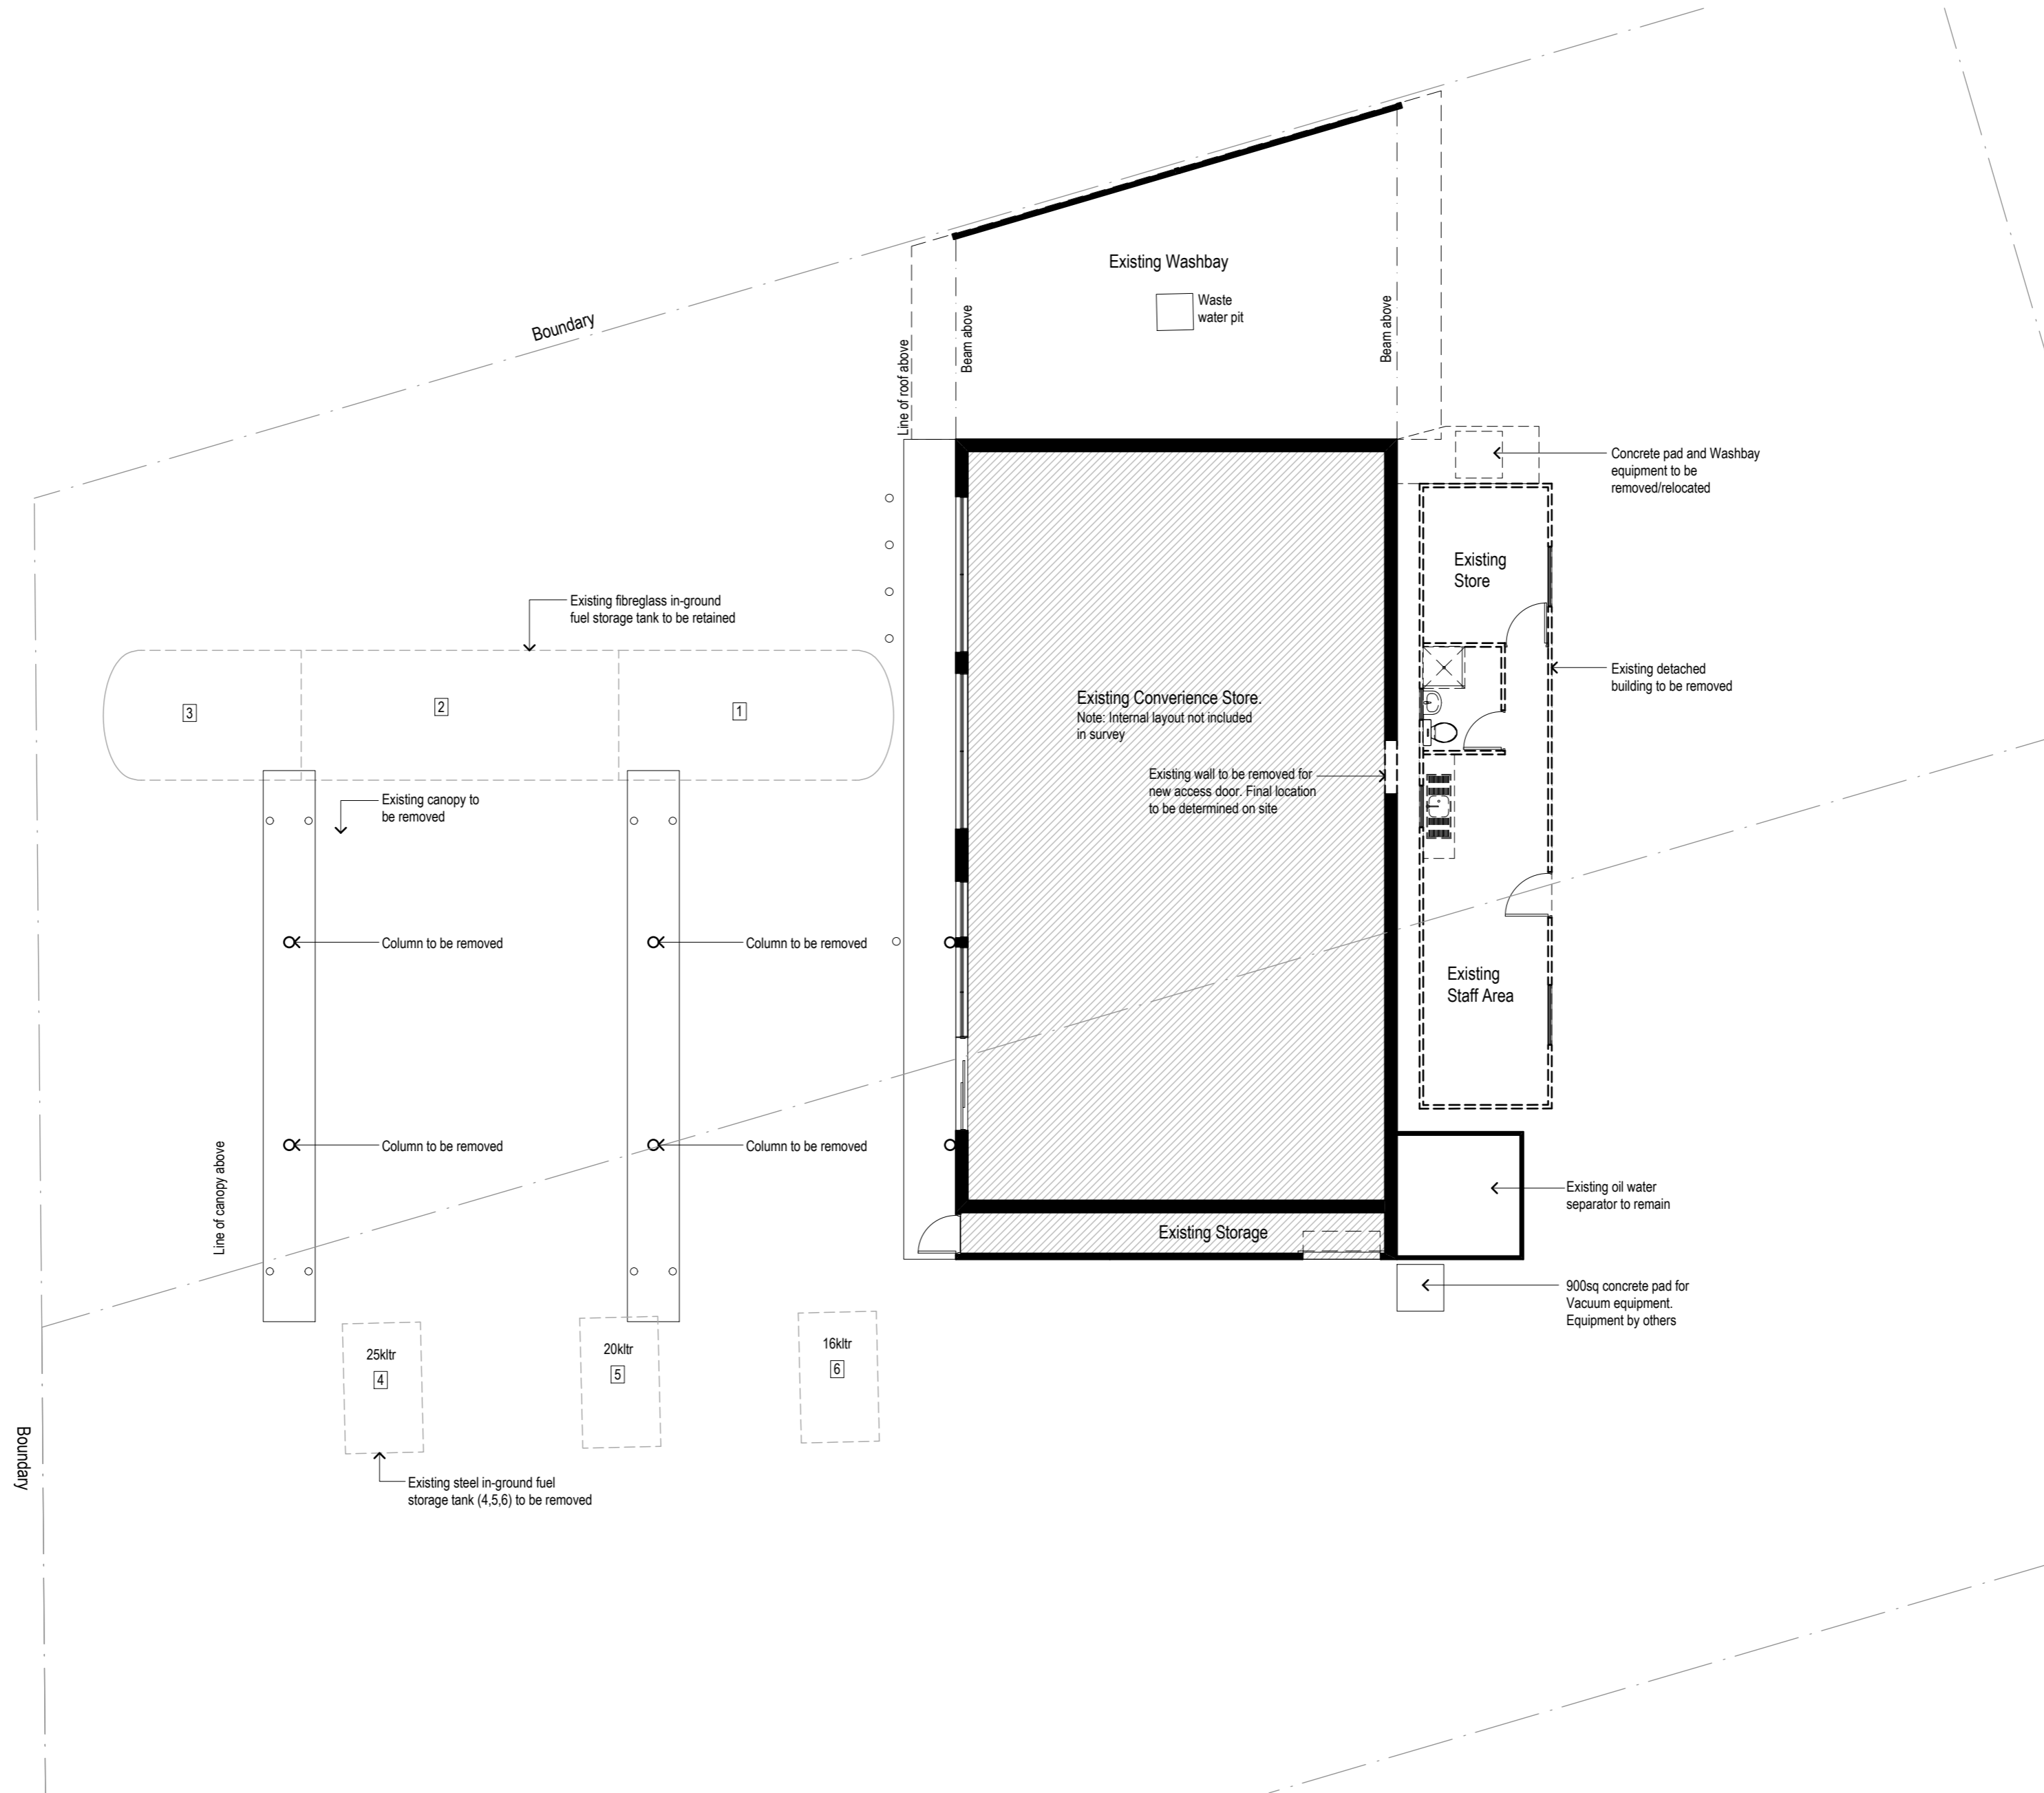 Boundary
Existing Washbay
Waste
water pit
Line of roof above
Beam above
Beam above
Concrete pad and Washbay
equipment to be
removed/relocated
Existing
Store
Existing fibreglass in-ground
fuel storage tank to be retained
Existing detached
building to be removed
3
2
1
Existing Converience Store.
Note: Internal layout not included
in survey
Existing wall to be removed for
new access door. Final location
to be determined on site
Existing canopy to
be removed
Column to be removed
Column to be removed
Existing
Staff Area
Column to be removed
Column to be removed
Line of canopy above
Existing oil water
separator to remain
Existing Storage
900sq concrete pad for
Vacuum equipment.
Equipment by others
25kltr
4
20kltr
5
16kltr
6
Boundary
Existing steel in-ground fuel
storage tank (4,5,6) to be removed